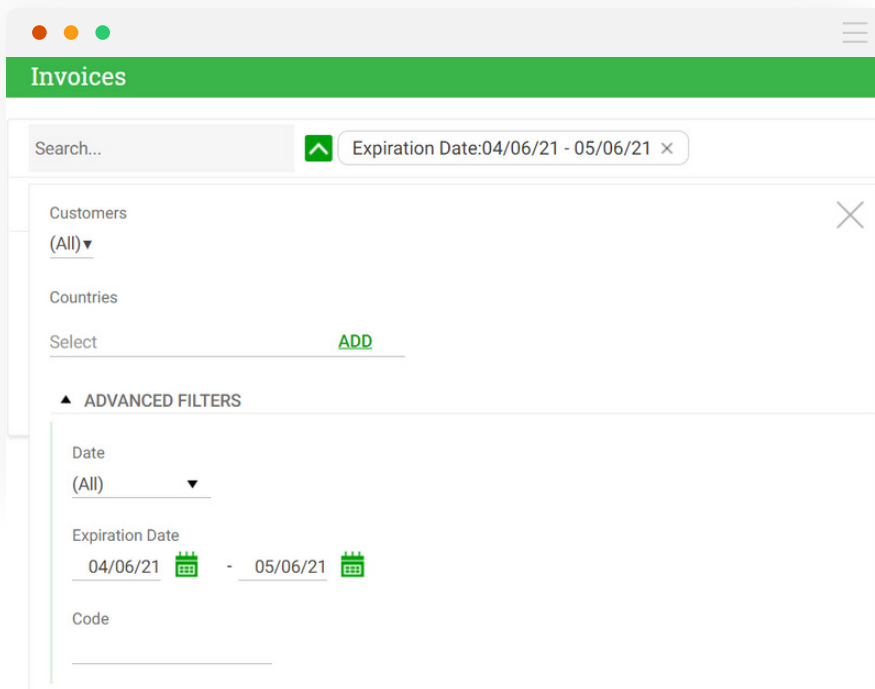 Invoices
Search... Expiration Date:04/06/21 - 05/06/21 ×
Customers
(All)
Countries
Select ADD
ADVANCED FILTERS
Date
(All)
Expiration Date
04/06/21 - 05/06/21
Code